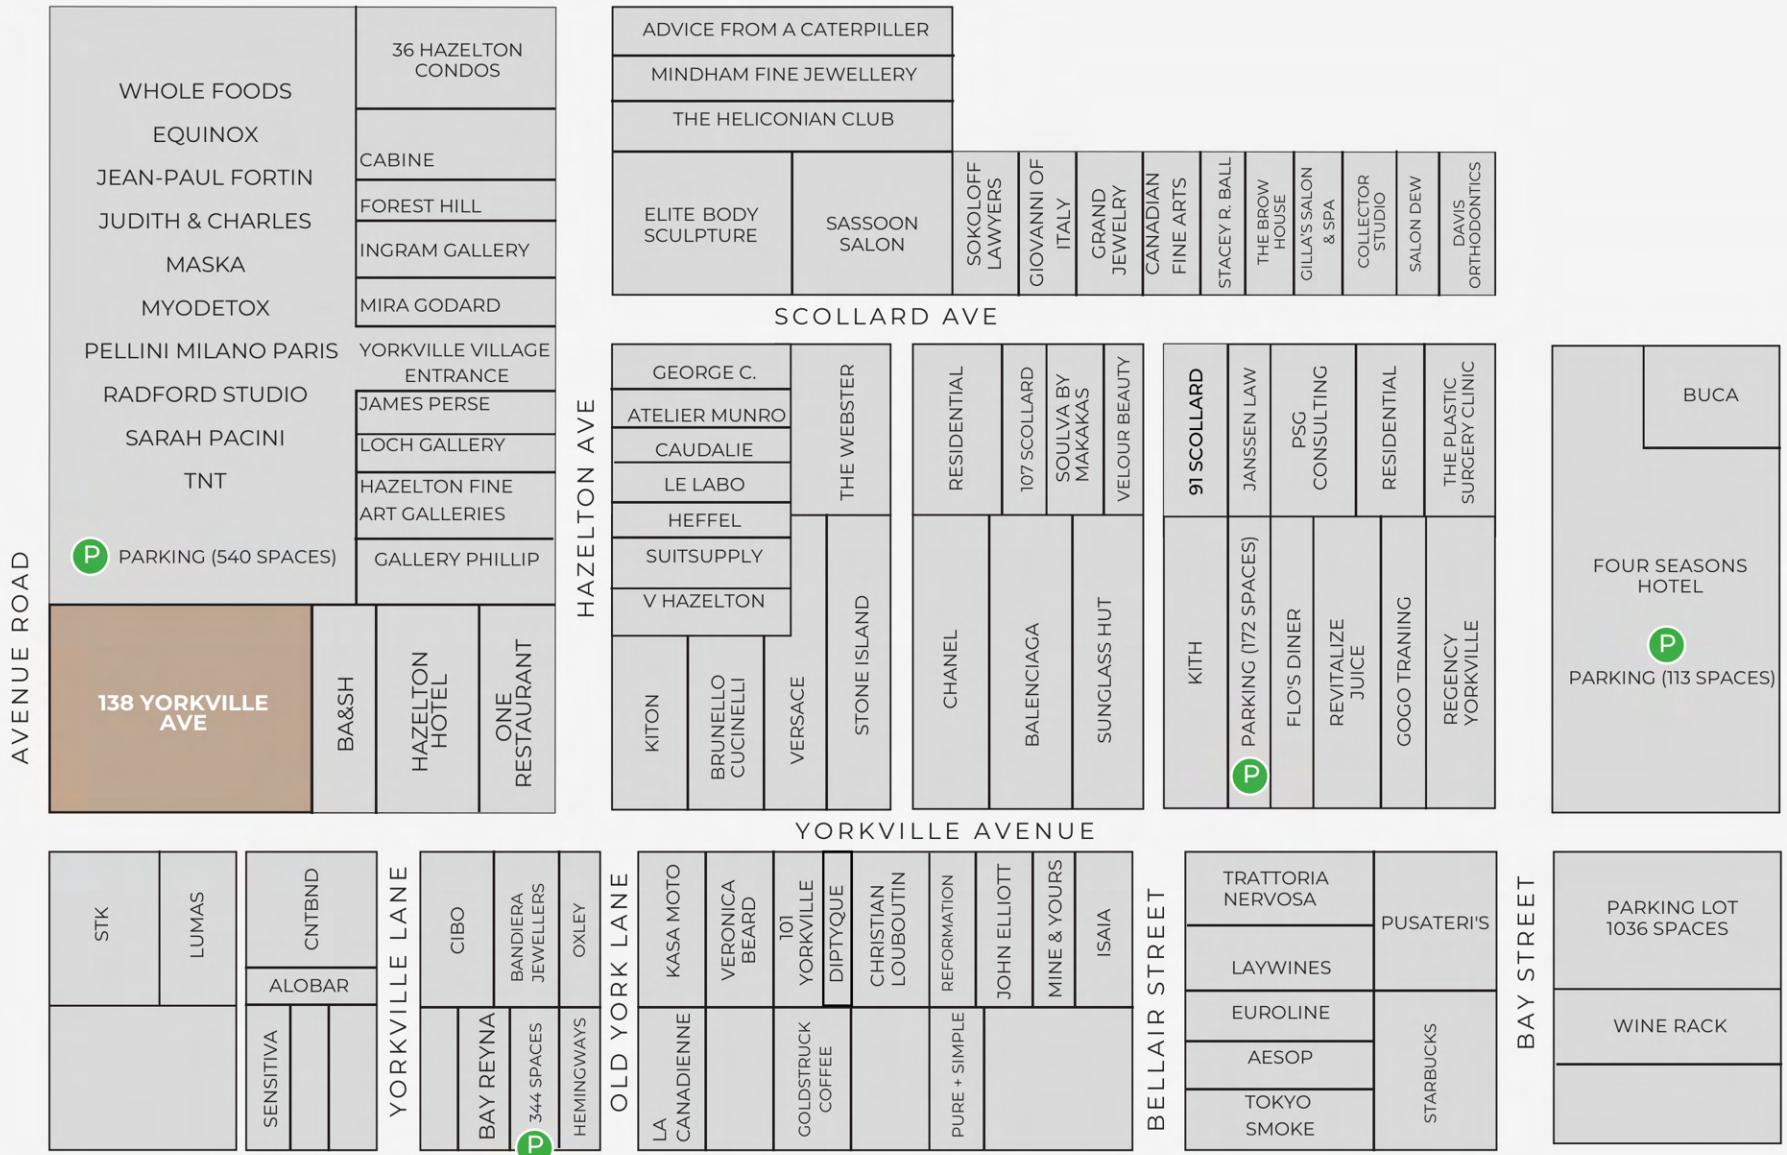 WHOLE FOODS
EQUINOX
JEAN-PAUL FORTIN
JUDITH & CHARLES
MASKA
MYODETOX
PELLINI MILANO PARIS
RADFORD STUDIO
SARAH PACINI
TNT
P PARKING (540 SPACES)
36 HAZELTON
CONDOS
CABINE
FOREST HILL
INGRAM GALLERY
MIRA GODARD
YORKVILLE VILLAGE
ENTRANCE
JAMES PERSE
LOCH GALLERY
HAZELTON FINE
ART GALLERIES
GALLERY PHILLIP
AVENUE ROAD
138 YORKVILLE
AVE
BA&SH
HAZELTON
HOTEL
ONE
RESTAURANT
HAZELTON AVE
ADVICE FROM A CATERPILLER
MINDHAM FINE JEWELLERY
THE HELICONIAN CLUB
ELITE BODY
SCULPTURE
SASSOON
SALON
SOKOLOFF
LAWYERS
GIOVANNI OF
ITALY
GRAND
JEWELRY
CANADIAN
FINE ARTS
STACEY R. BALL
THE BROW
HOUSE
GILLA'S SALON
& SPA
COLLECTOR
STUDIO
SALON DEW
DAVIS
ORTHODONTICS
SCOLLARD AVE
GEORGE C.
ATELIER MUNRO
CAUDALIE
LE LABO
HEFFEL
SUITSUPPLY
V HAZELTON
THE WEBSTER
KITON
BRUNELLO
CUCINELLI
VERSACE
STONE ISLAND
RESIDENTIAL
107 SCOLLARD
SOULVA BY
MAKAKAS
VELOUR BEAUTY
CHANEL
BALENCIAGA
SUNGLASS HUT
91 SCOLLARD
JANSSEN LAW
PSG
CONSULTING
RESIDENTIAL
THE PLASTIC
SURGERY CLINIC
KITH
PARKING (172 SPACES)
P
FLO'S DINER
REVITALIZE
JUICE
GOGO TRANING
REGENCY
YORKVILLE
BUCA
FOUR SEASONS
HOTEL
P
PARKING (113 SPACES)
YORKVILLE AVENUE
STK
LUMAS
CNTBND
ALOBAR
SENSITIVA
YORKVILLE LANE
CIBO
BANDIERA
JEWELLERS
OXLEY
BAY REYNA
344 SPACES
P
HEMINGWAYS
OLD YORK LANE
KASA MOTO
VERONICA
BEARD
101
YORKVILLE
DIPTYQUE
CHRISTIAN
LOUBOUTIN
REFORMATION
JOHN ELLIOTT
MINE & YOURS
ISAIA
LA
CANADIENNE
GOLDSTRUCK
COFFEE
PURE + SIMPLE
BELLAIR STREET
TRATTORIA
NERVOSA
LAYWINES
EUROLINE
AESOP
TOKYO
SMOKE
PUSATERI'S
STARBUCKS
BAY STREET
PARKING LOT
1036 SPACES
WINE RACK